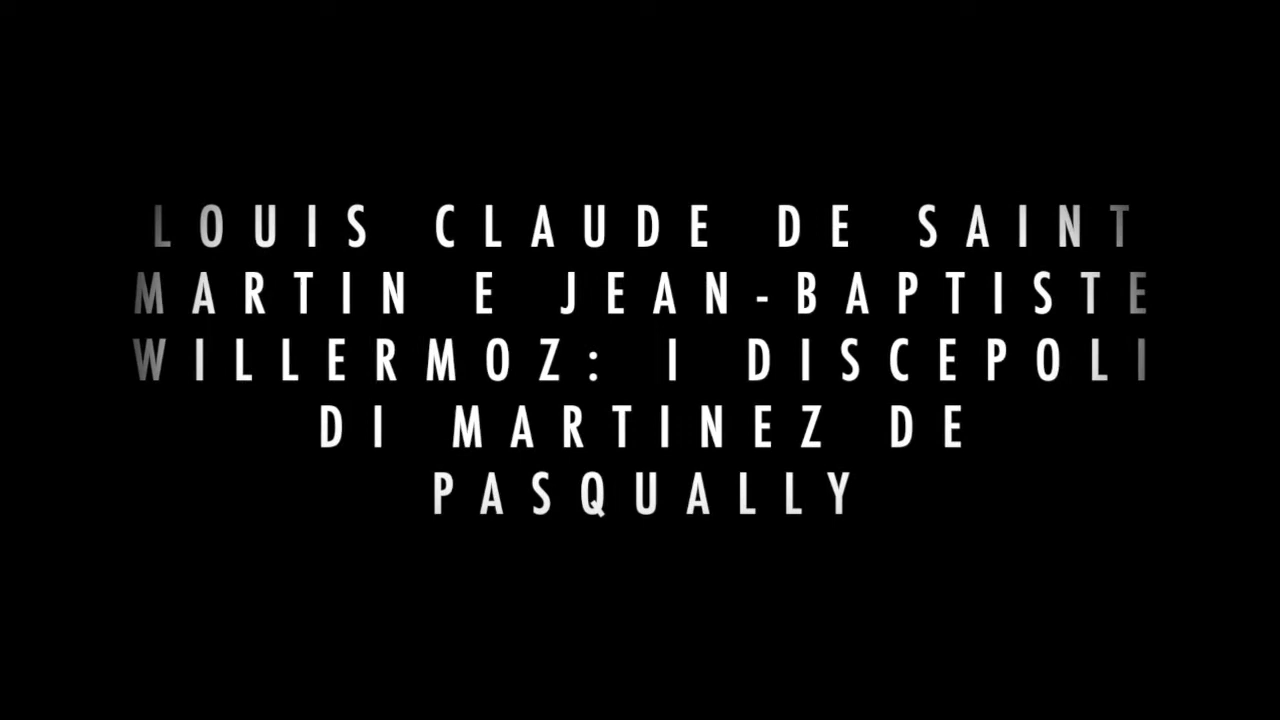 LOUIS CLAUDE DE SAINT
MARTIN E JEAN-BAPTISTE
WILLERMOZ: I DISCEPOLI
DI MARTINEZ DE
PASQUALLY